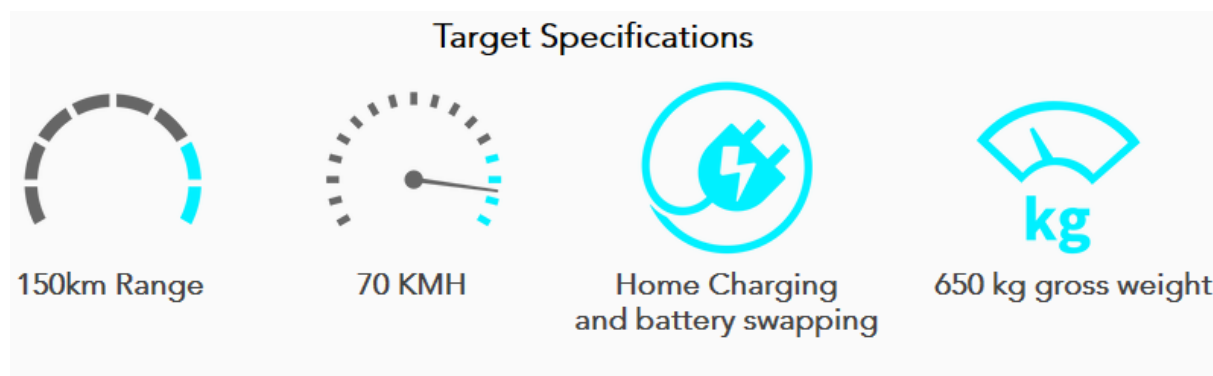 Target Specifications
kg
150km Range
70 KMH
Home Charging
and battery swapping
650 kg gross weight